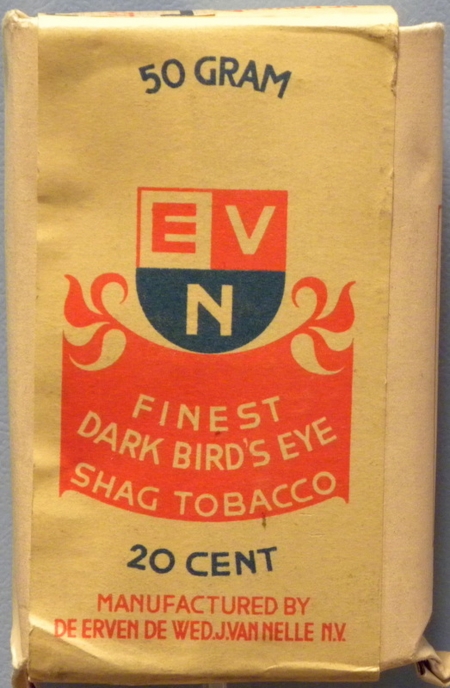 50 GRAM
EV
N
FINEST
DARK BIRD'S EYE
SHAG TOBACCO
20 CENT
MANUFACTURED BY
DE ERVEN DE WED.J.VAN NELLE N.V.